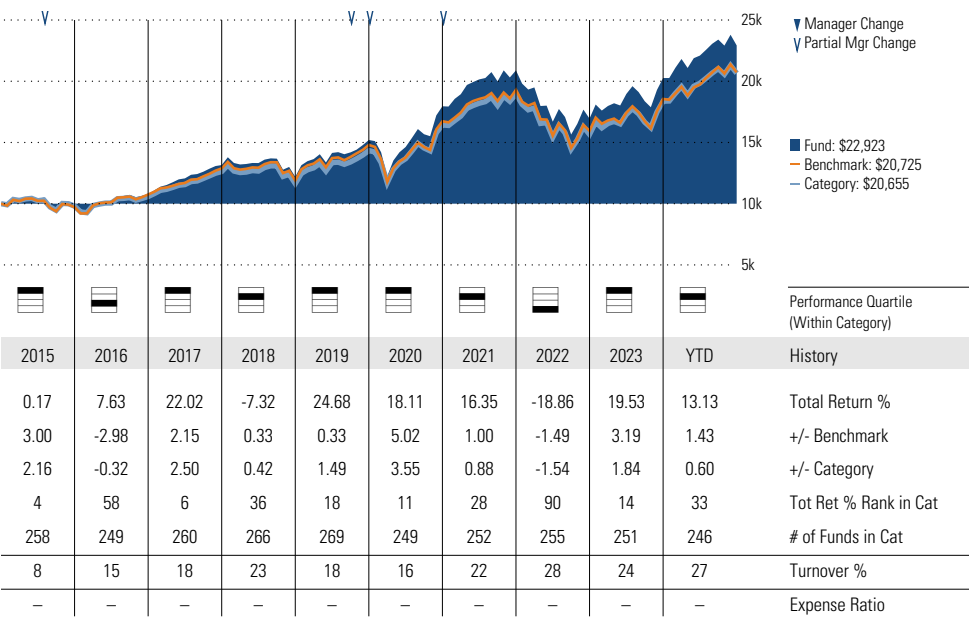 25k
Manager Change
Partial Mgr Change
20k
15k
Fund: $22,923
Benchmark: $20,725
Category: $20,655
10k
5k
Performance Quartile
(Within Category)
2015 2016 2017 2018 2019 2020 2021 2022 2023 YTD History
0.17 7.63 22.02 -7.32 24.68 18.11 16.35 -18.86 19.53 13.13 Total Return %
3.00 -2.98 2.15 0.33 0.33 5.02 1.00 -1.49 3.19 1.43 +/- Benchmark
2.16 -0.32 2.50 0.42 1.49 3.55 0.88 -1.54 1.84 0.60 +/- Category
4 58 6 36 18 11 28 90 14 33 Tot Ret % Rank in Cat
258 249 260 266 269 249 252 255 251 246 # of Funds in Cat
8 15 18 23 18 16 22 28 24 27 Turnover %
– – – – – – – – – – Expense Ratio